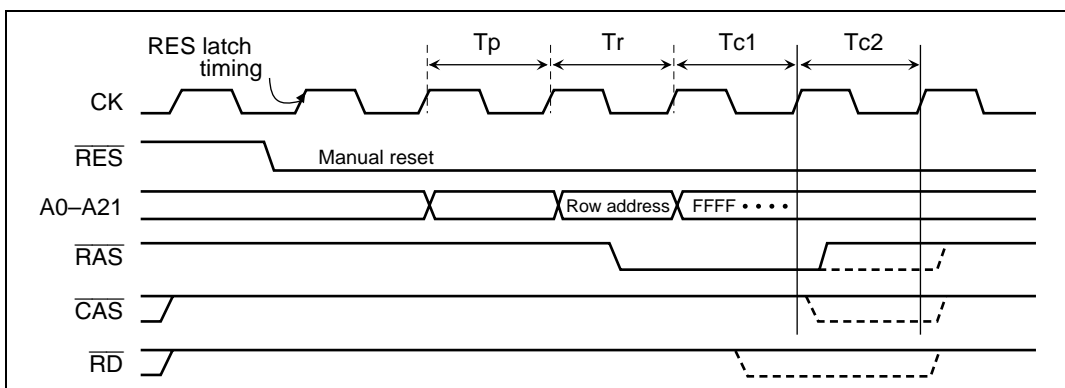 Tp Tr Tc1 Tc2
RES latch
timing
CK
RES
Manual reset
A0–A21
Row address
FFFF ····
RAS
CAS
RD